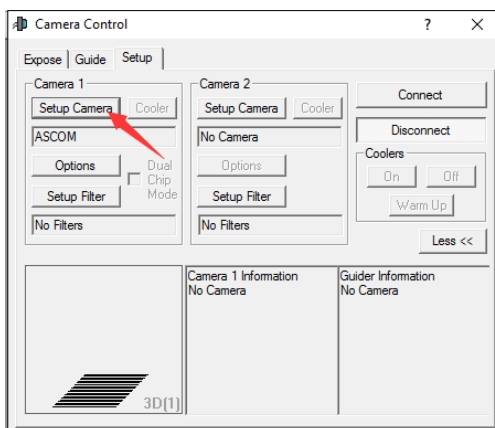 Camera Control
?
X
Expose
Guide
Setup
Camera 1
Setup Camera
Cooler
ASCOM
Options
Dual
Chip
Mode
Setup Filter
No Filters
Camera 2
Setup Camera
Cooler
No Camera
Options
Setup Filter
No Filters
Connect
Disconnect
Coolers
On
Off
Warm Up
Less <<
3D(1)
Camera 1 Information
No Camera
Guider Information
No Camera